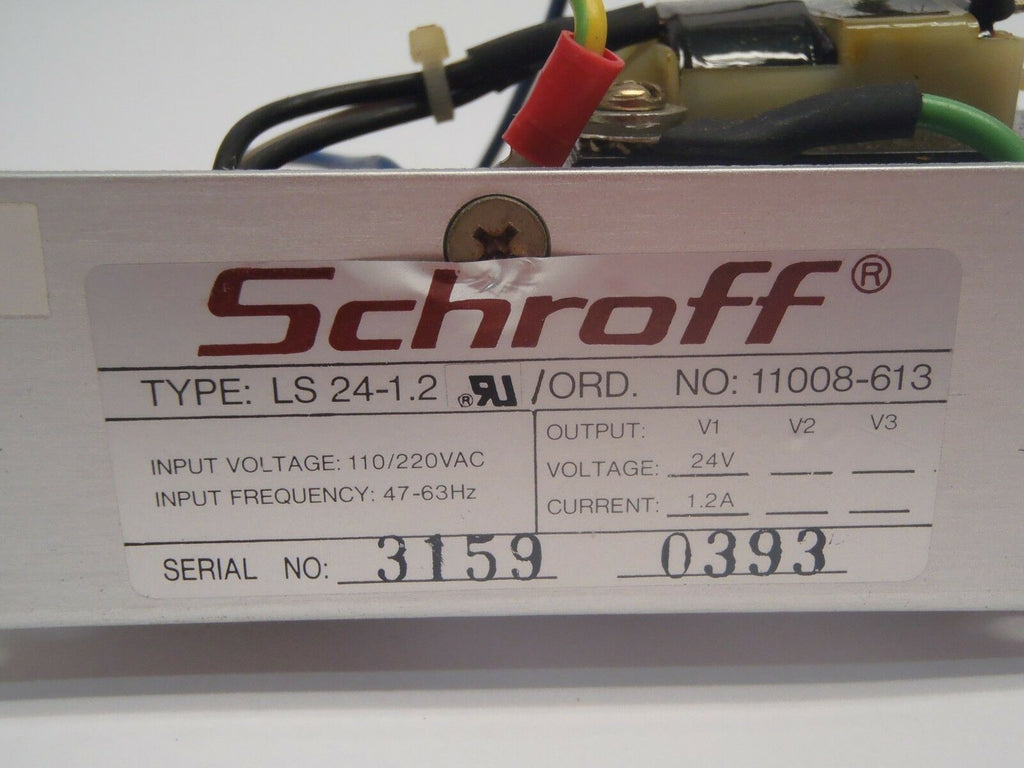 Schroff®
TYPE: LS 24-1.2 ®RU /ORD. NO: 11008-613
INPUT VOLTAGE: 110/220VAC
INPUT FREQUENCY: 47-63Hz
OUTPUT: V1 V2 V3
VOLTAGE: 24V
CURRENT: 1.2A
SERIAL NO: 3159 0393